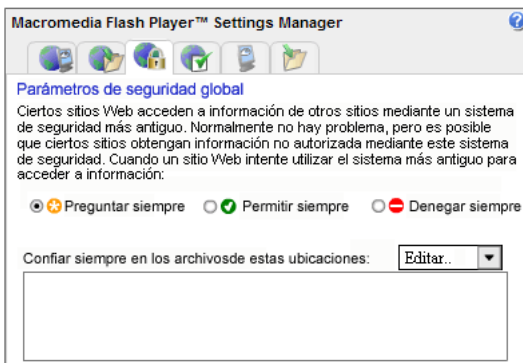 Macromedia Flash Player™ Settings Manager
?
Parámetros de seguridad global
Ciertos sitios Web acceden a información de otros sitios mediante un sistema
de seguridad más antiguo. Normalmente no hay problema, pero es posible
que ciertos sitios obtengan información no autorizada mediante este sistema
de seguridad. Cuando un sitio Web intente utilizar el sistema más antiguo para
acceder a información:
Preguntar siempre Permitir siempre Denegar siempre
Confiar siempre en los archivosde estas ubicaciones: Editar..